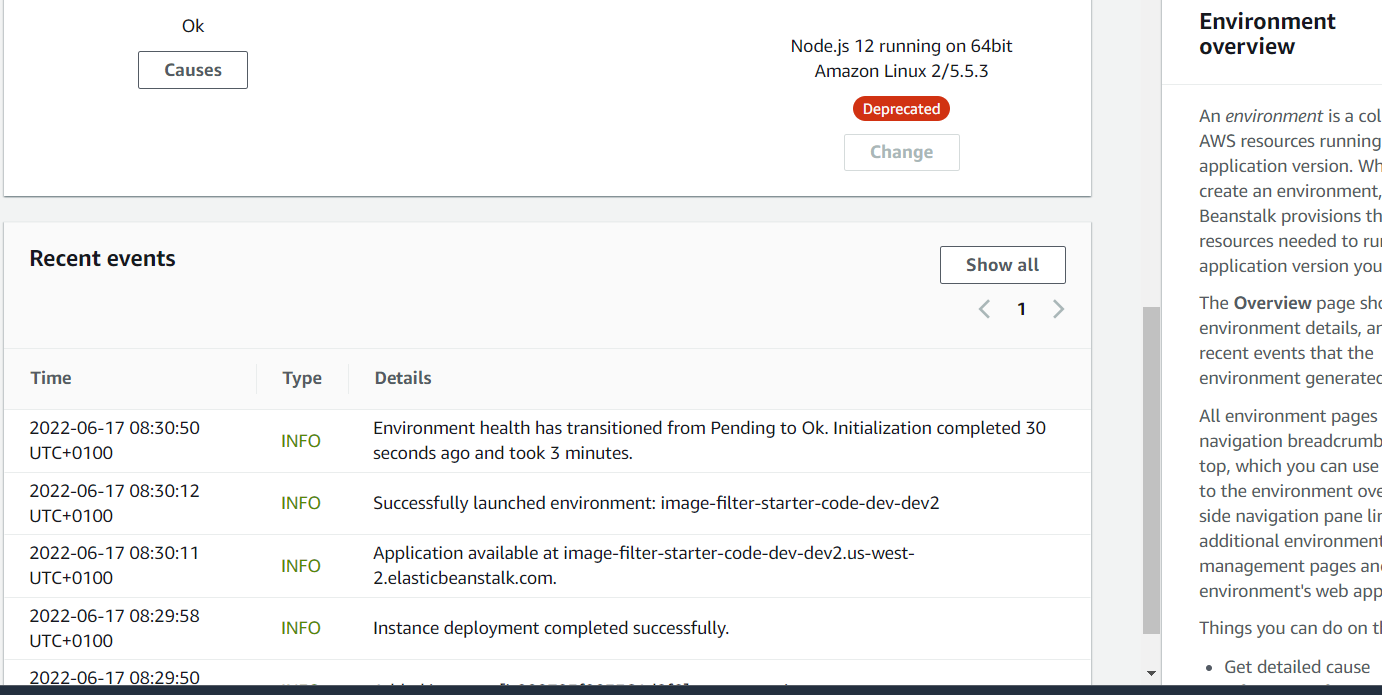 Ok
Causes
Node.js 12 running on 64bit
Amazon Linux 2/5.5.3
Deprecated
Change
Recent events
Show all
1
Time Type Details
2022-06-17 08:30:50
UTC+0100
INFO
Environment health has transitioned from Pending to Ok. Initialization completed 30
seconds ago and took 3 minutes.
2022-06-17 08:30:12
UTC+0100
INFO
Successfully launched environment: image-filter-starter-code-dev-dev2
2022-06-17 08:30:11
UTC+0100
INFO
Application available at image-filter-starter-code-dev-dev2.us-west-
2.elasticbeanstalk.com.
2022-06-17 08:29:58
UTC+0100
INFO
Instance deployment completed successfully.
2022-06-17 08:29:50
Environment
overview
An environment is a col
AWS resources running
application version. Wh
create an environment,
Beanstalk provisions th
resources needed to ru
application version you
The Overview page sho
environment details, an
recent events that the
environment generated
All environment pages
navigation breadcrumb
top, which you can use
to the environment ove
side navigation pane lin
additional environment
management pages and
environment's web app
Things you can do on th
• Get detailed cause